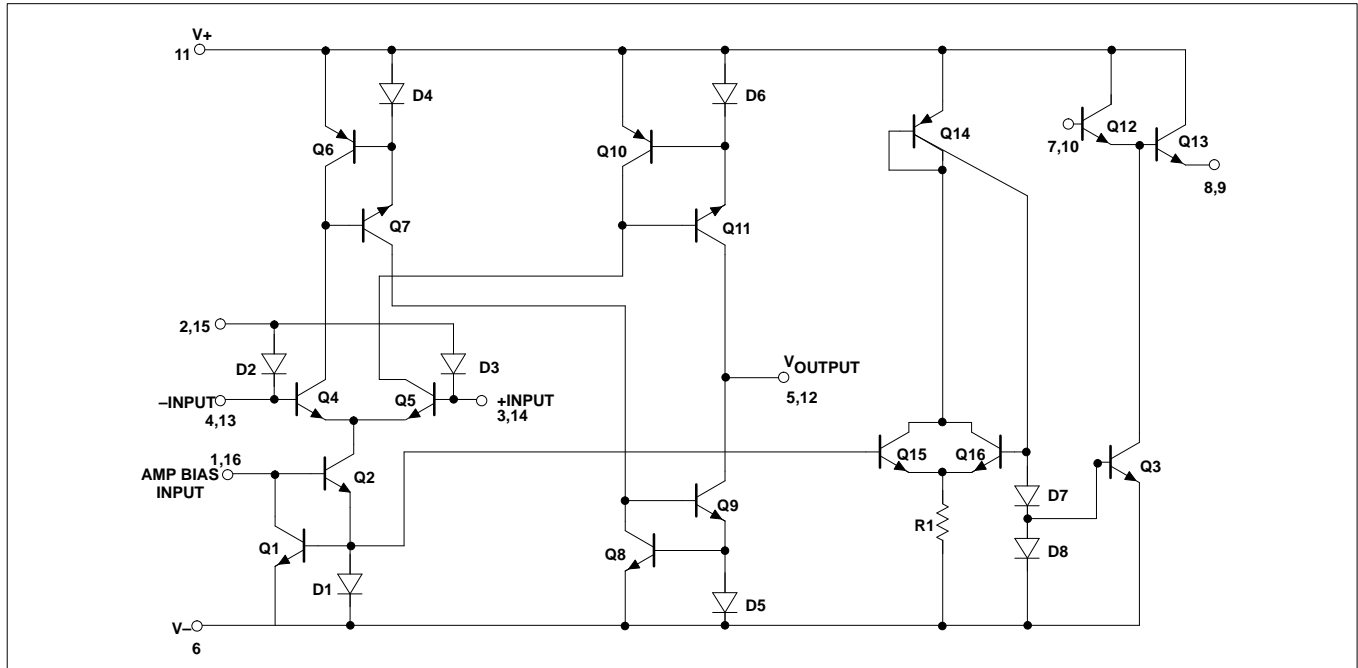 V+
11
D4
D6
Q6
Q10
Q14
Q12
7,10
Q13
8,9
Q7
Q11
2,15
D2
D3
VOUTPUT
5,12
–INPUT
4,13
Q4
Q5
+INPUT
3,14
AMP BIAS
INPUT
1,16
Q2
Q15
Q16
Q3
D7
Q9
R1
Q1
Q8
D8
D1
D5
V–
6